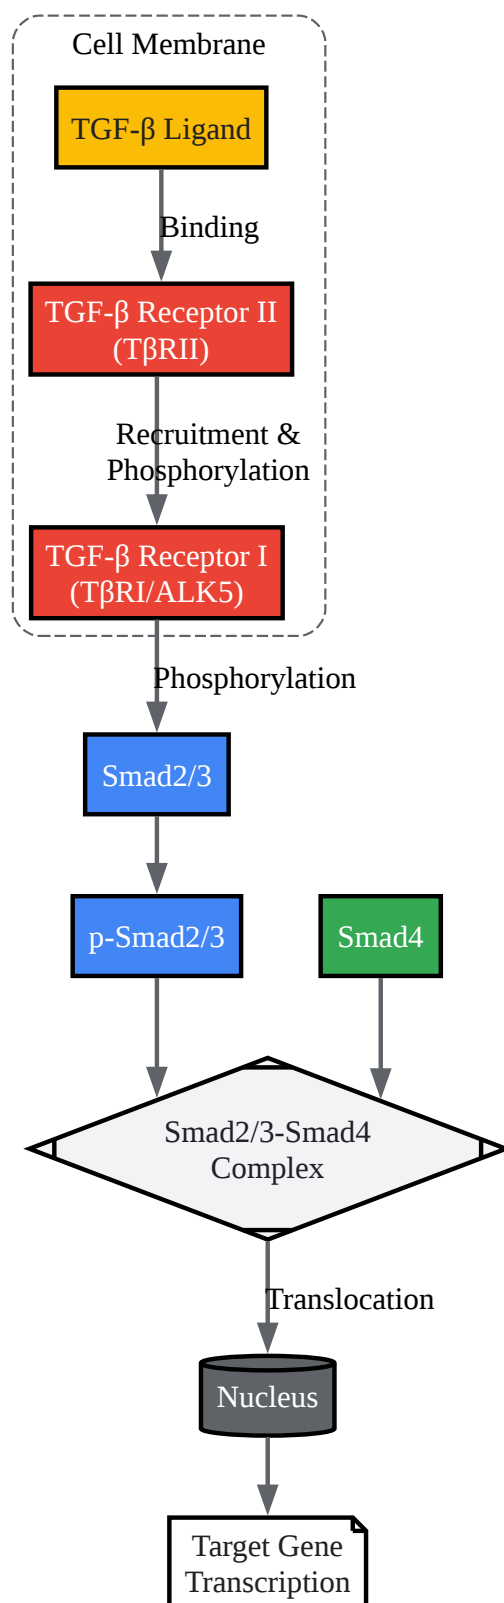 Cell Membrane
TGF-β Ligand
Binding
TGF-β Receptor II
(TβRII)
Recruitment &
Phosphorylation
TGF-β Receptor I
(TβRI/ALK5)
Phosphorylation
Smad2/3
p-Smad2/3
Smad4
Smad2/3-Smad4
Complex
Translocation
Nucleus
Target Gene
Transcription